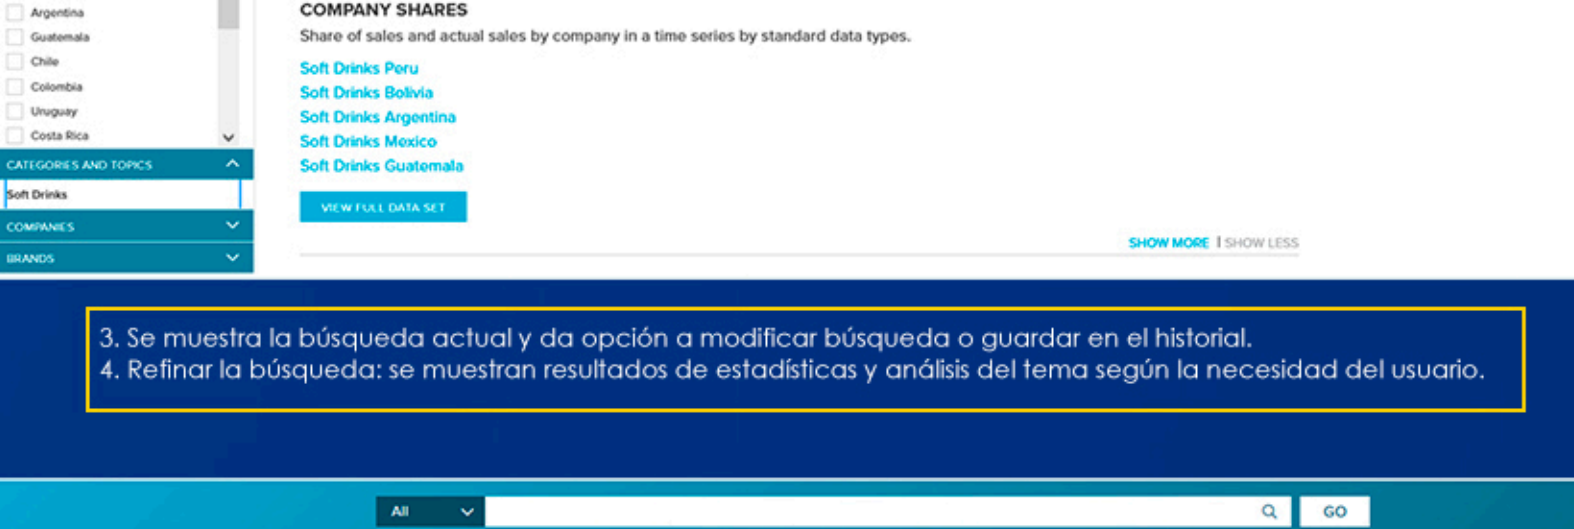 Argentina
Guatemala
Chile
Colombia
Uruguay
Costa Rica
CATEGORIES AND TOPICS
Soft Drinks
COMPANIES
BRANDS
COMPANY SHARES
Share of sales and actual sales by company in a time series by standard data types.
Soft Drinks Peru
Soft Drinks Bolivia
Soft Drinks Argentina
Soft Drinks Mexico
Soft Drinks Guatemala
VIEW FULL DATA SET
SHOW MORE | SHOW LESS
3. Se muestra la búsqueda actual y da opción a modificar búsqueda o guardar en el historial.
4. Refinar la búsqueda: se muestran resultados de estadísticas y análisis del tema según la necesidad del usuario.
All
GO